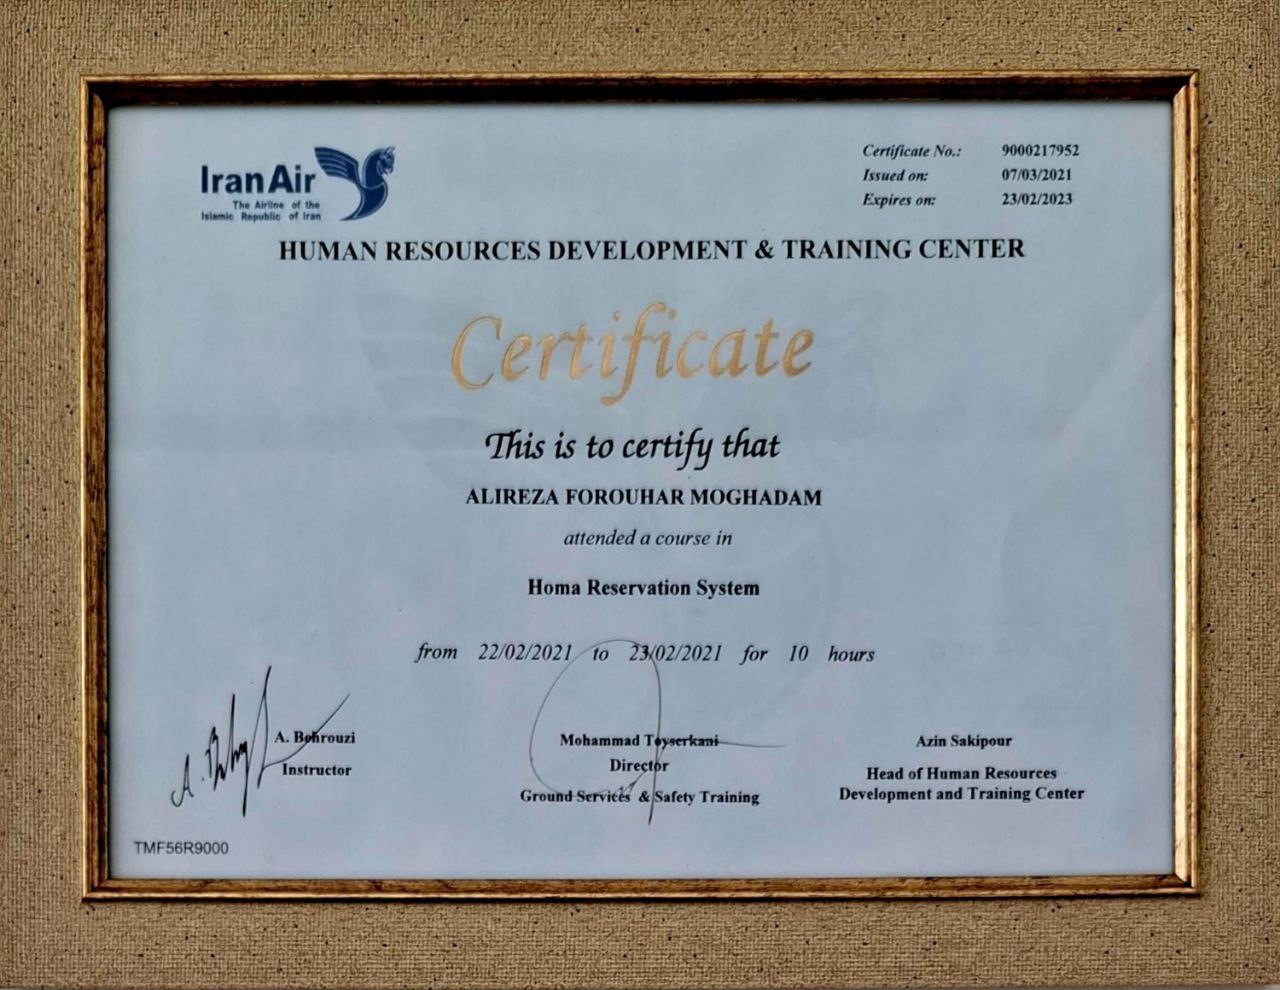 IranAir
The Airline of the
Islamic Republic of Iran
Certificate No.: 9000217952
Issued on: 07/03/2021
Expires on: 23/02/2023
HUMAN RESOURCES DEVELOPMENT & TRAINING CENTER
Certificate
This is to certify that
ALIREZA FOROUHAR MOGHADAM
attended a course in
Homa Reservation System
from 22/02/2021 to 23/02/2021 for 10 hours
A. Behrouzi
Instructor
Mohammad Toyserkani
Director
Ground Services & Safety Training
Azin Sakipour
Head of Human Resources
Development and Training Center
TMF56R9000